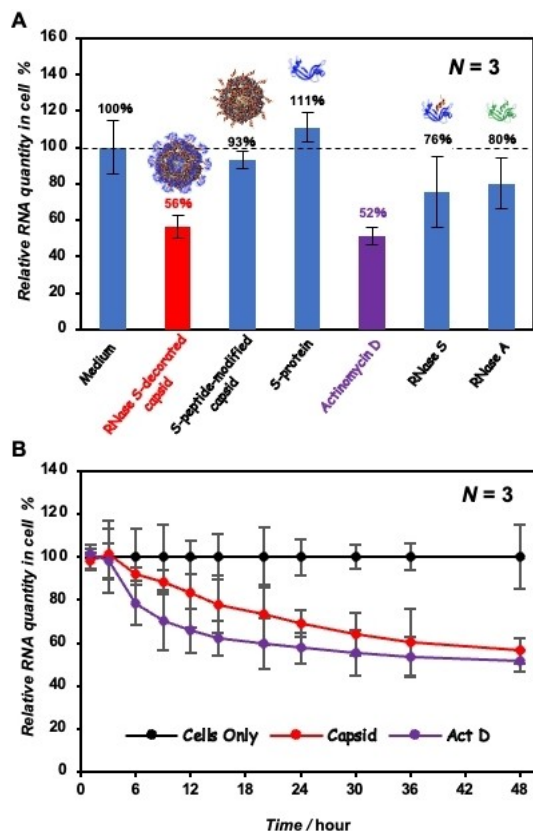 A
N = 3
Relative RNA quantity in cell %
160
140
120
100
80
60
40
20
0
100%
56%
93%
111%
52%
76%
80%
Medium
RNase S-decorated
capsid
S-peptide-modified
capsid
S-protein
Actinomycin D
RNase S
RNase A
B
N = 3
Relative RNA quantity in cell %
140
120
100
80
60
40
20
0
Cells Only
Capsid
Act D
0 6 12 18 24 30 36 42 48
Time / hour